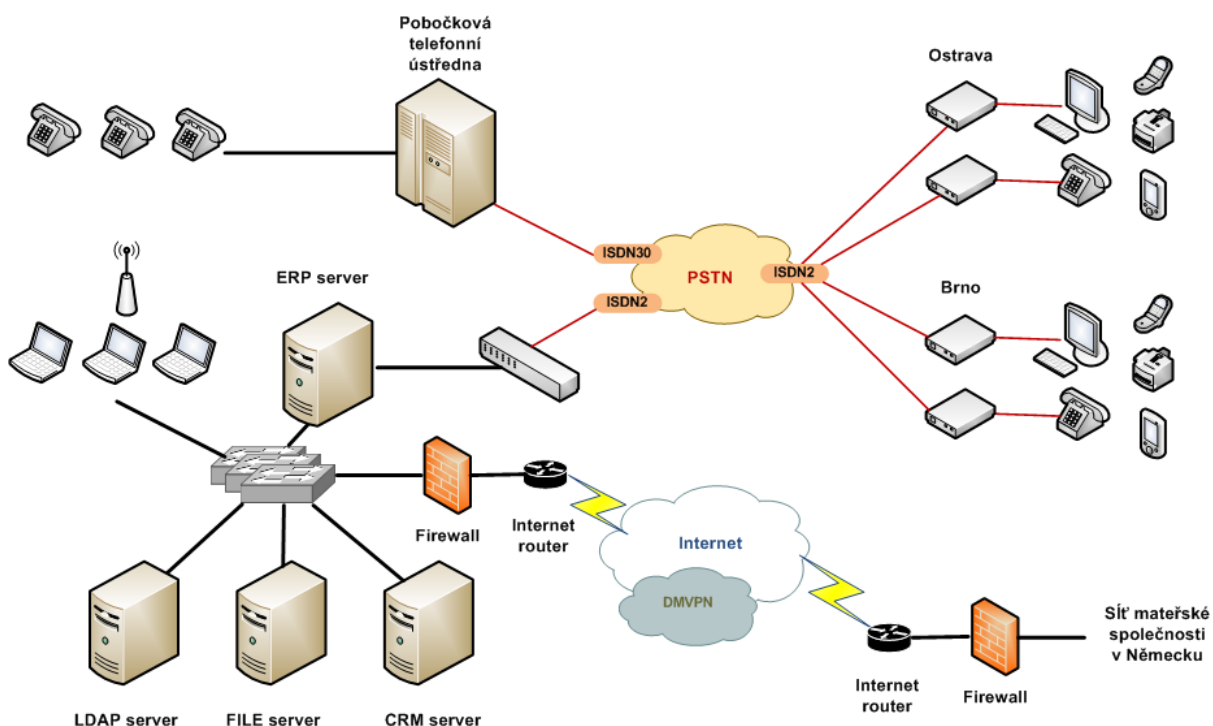 Pobočková
telefonní
ústředna
Ostrava
ISDN30
PSTN
ISDN2
ERP server
ISDN2
Brno
Firewall
Internet
router
Internet
DMVPN
Síť mateřské
společnosti
v Německu
Internet
router
Firewall
LDAP server
FILE server
CRM server